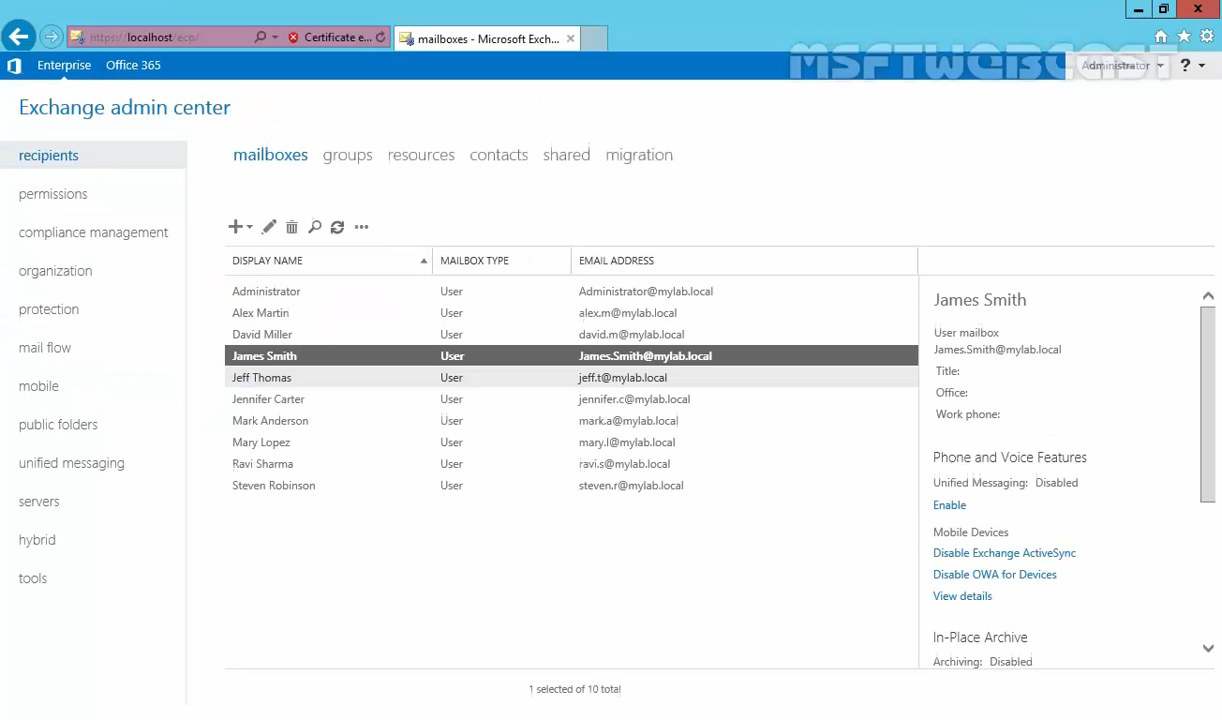 https://localhost/ecp/
Certificate e...
mailboxes - Microsoft Exch...
MSFTWEBCAST
Enterprise
Office 365
Administrator
?
Exchange admin center
recipients
permissions
compliance management
organization
protection
mail flow
mobile
public folders
unified messaging
servers
hybrid
tools
mailboxes groups resources contacts shared migration
DISPLAY NAME MAILBOX TYPE EMAIL ADDRESS
Administrator User Administrator@mylab.local
Alex Martin User alex.m@mylab.local
David Miller User david.m@mylab.local
James Smith User James.Smith@mylab.local
Jeff Thomas User jeff.t@mylab.local
Jennifer Carter User jennifer.c@mylab.local
Mark Anderson User mark.a@mylab.local
Mary Lopez User mary.l@mylab.local
Ravi Sharma User ravi.s@mylab.local
Steven Robinson User steven.r@mylab.local
1 selected of 10 total
James Smith
User mailbox
James.Smith@mylab.local
Title:
Office:
Work phone:
Phone and Voice Features
Unified Messaging: Disabled
Enable
Mobile Devices
Disable Exchange ActiveSync
Disable OWA for Devices
View details
In-Place Archive
Archiving: Disabled